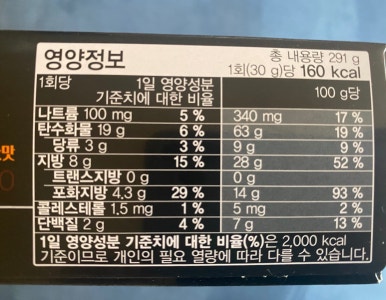 영양정보
총 내용량 291 g
1회(30 g)당 160 kcal
1회당 1일 영양성분 기준치에 대한 비율 100 g당
나트륨 100 mg 5 % 340 mg 17 %
탄수화물 19 g 6 % 63 g 19 %
당류 3 g 3 % 9 g 9 %
지방 8 g 15 % 28 g 52 %
트랜스지방 0 g 0 g
포화지방 4.3 g 29 % 14 g 93 %
콜레스테롤 1.5 mg 1 % 5 mg 2 %
단백질 2 g 4 % 7 g 13 %
1일 영양성분 기준치에 대한 비율(%)은 2,000 kcal
기준이므로 개인의 필요 열량에 따라 다를 수 있습니다.
맛